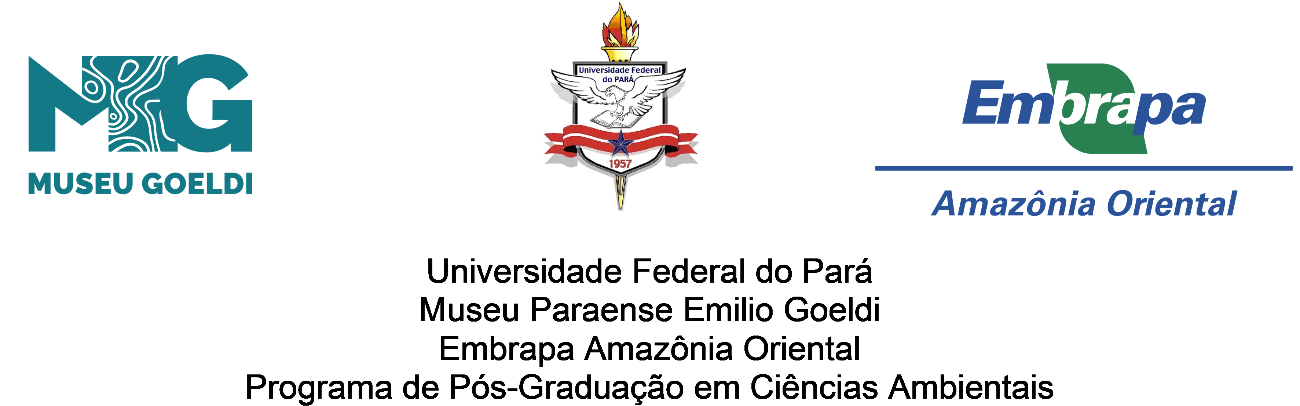 MG
MUSEU GOELDI
Universidade Federal
do PARÁ
1957
Embrapa
Amazônia Oriental
Universidade Federal do Pará
Museu Paraense Emilio Goeldi
Embrapa Amazônia Oriental
Programa de Pós-Graduação em Ciências Ambientais